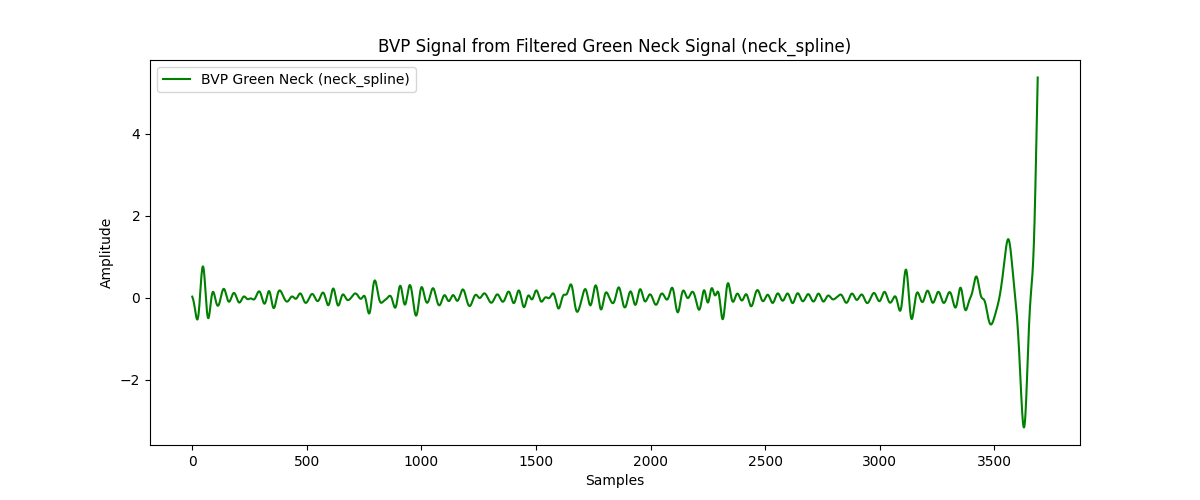 BVP Signal from Filtered Green Neck Signal (neck_spline)
BVP Green Neck (neck_spline)
Amplitude
4
2
0
−2
0 500 1000 1500 2000 2500 3000 3500
Samples